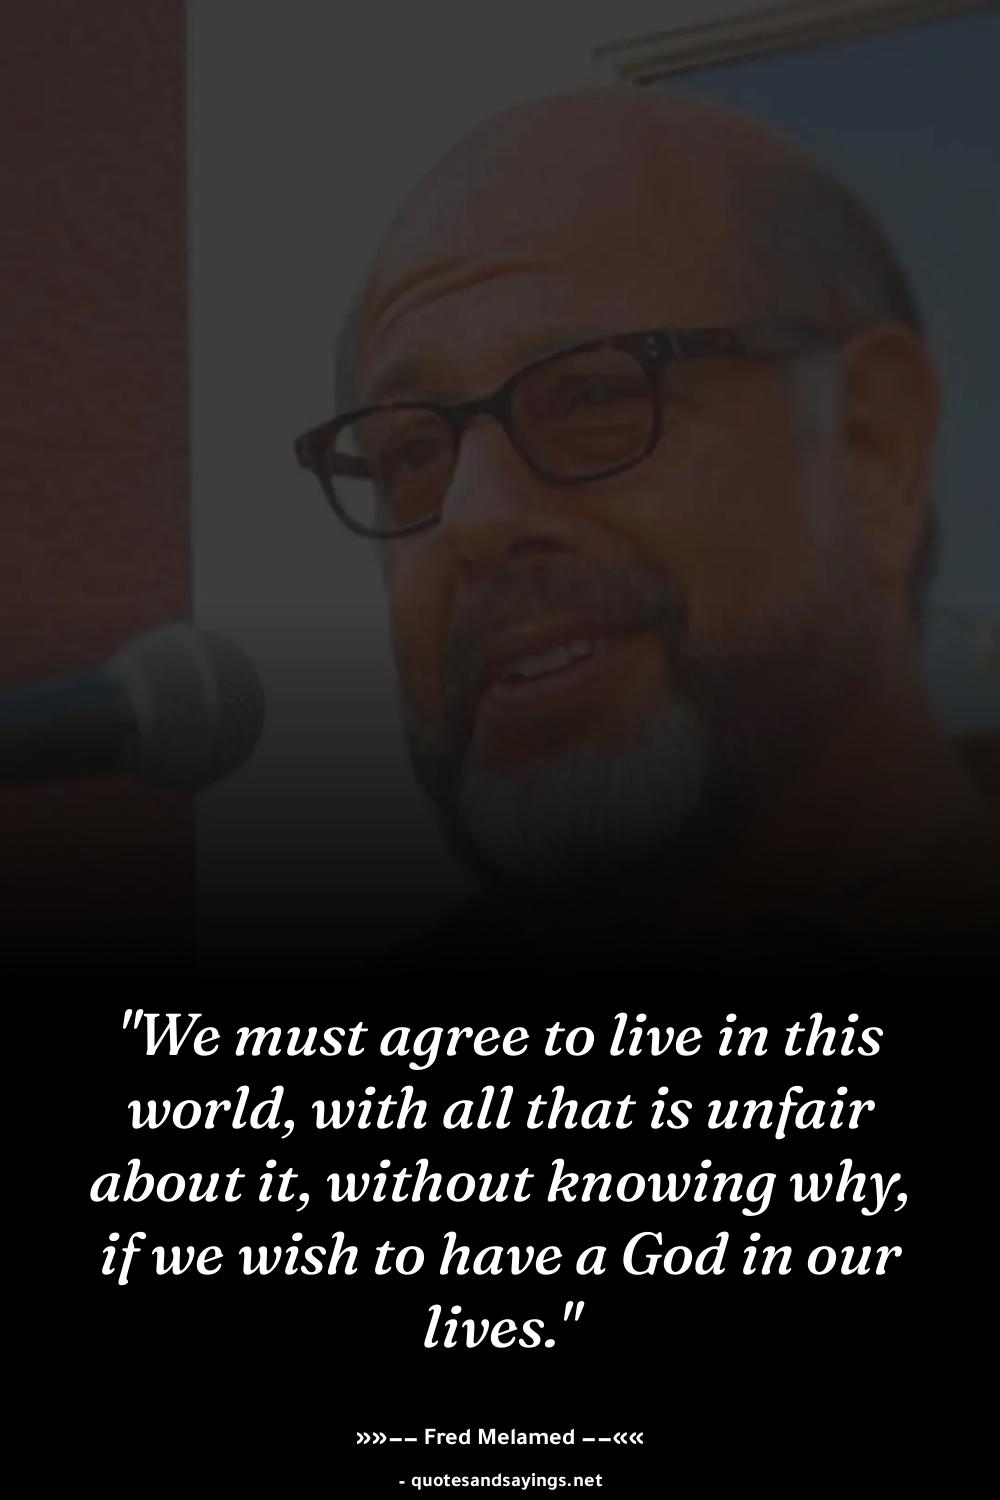 "We must agree to live in this
world, with all that is unfair
about it, without knowing why,
if we wish to have a God in our
lives."
»»−− Fred Melamed −−««
- quotesandsayings.net